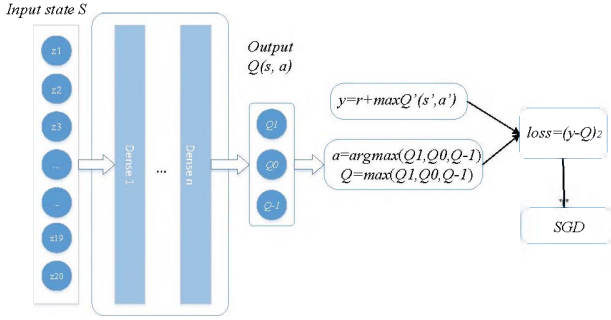 Input state S
z1
z2
z3
...
...
z19
z20
Dense 1
...
Dense n
Output
Q(s, a)
Q1
Q0
Q-1
y=r+maxQ’(s’,a’)
a=argmax(Q1,Q0,Q-1)
Q=max(Q1,Q0,Q-1)
loss=(y-Q)2
SGD